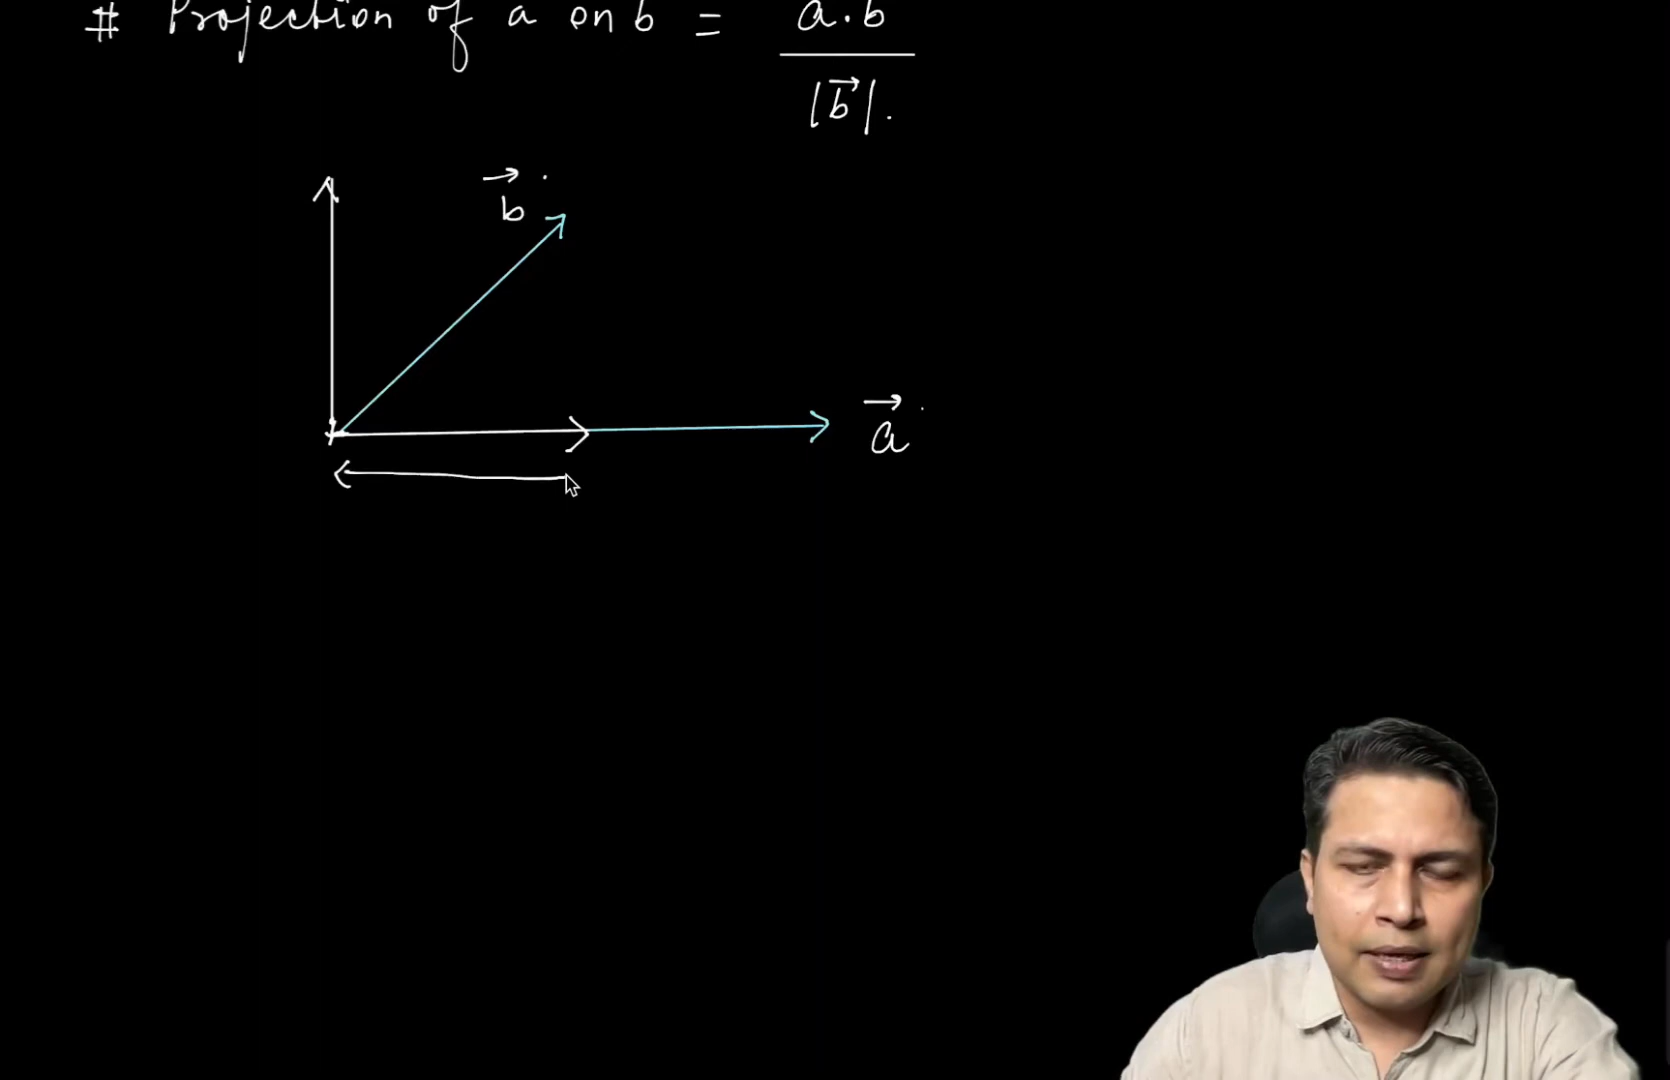 # Projection of a on b = a.b
|b⃗|.
b⃗
a⃗